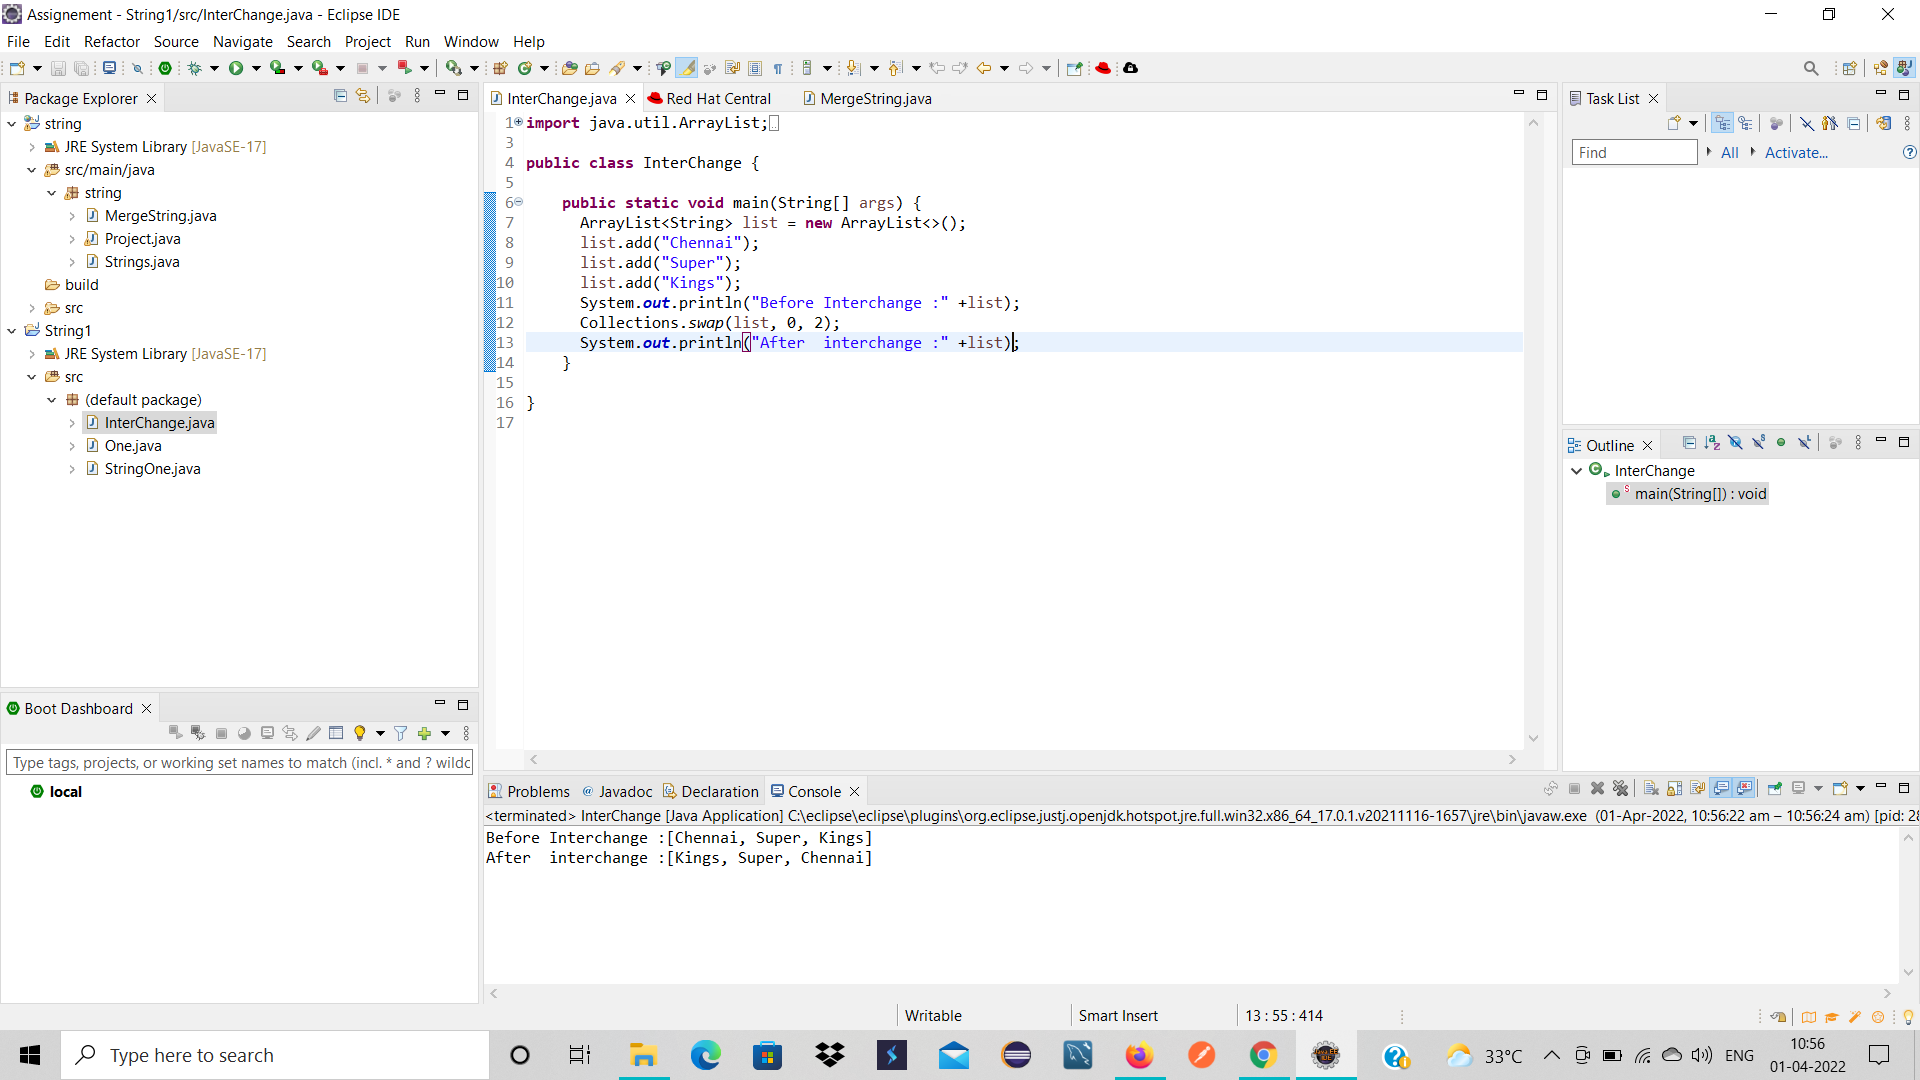 Assignement - String1/src/InterChange.java - Eclipse IDE
File Edit Refactor Source Navigate Search Project Run Window Help
Package Explorer
string
JRE System Library [JavaSE-17]
src/main/java
string
MergeString.java
Project.java
Strings.java
build
src
String1
JRE System Library [JavaSE-17]
src
(default package)
InterChange.java
One.java
StringOne.java
Boot Dashboard
Type tags, projects, or working set names to match (incl. * and ? wildc
local
InterChange.java Red Hat Central MergeString.java
1 import java.util.ArrayList;
3
4 public class InterChange {
5
6 public static void main(String[] args) {
7 ArrayList<String> list = new ArrayList<>();
8 list.add("Chennai");
9 list.add("Super");
10 list.add("Kings");
11 System.out.println("Before Interchange :" +list);
12 Collections.swap(list, 0, 2);
13 System.out.println("After  interchange :" +list);
14 }
15
16 }
17
Task List
Find All Activate...
Outline
InterChange
main(String[]) : void
Problems Javadoc Declaration Console
<terminated> InterChange [Java Application] C:\eclipse\eclipse\plugins\org.eclipse.justj.openjdk.hotspot.jre.full.win32.x86_64_17.0.1.v20211116-1657\jre\bin\javaw.exe (01-Apr-2022, 10:56:22 am – 10:56:24 am) [pid: 28
Before Interchange :[Chennai, Super, Kings]
After  interchange :[Kings, Super, Chennai]
Writable Smart Insert 13 : 55 : 414
Type here to search
33°C ENG 10:56
01-04-2022